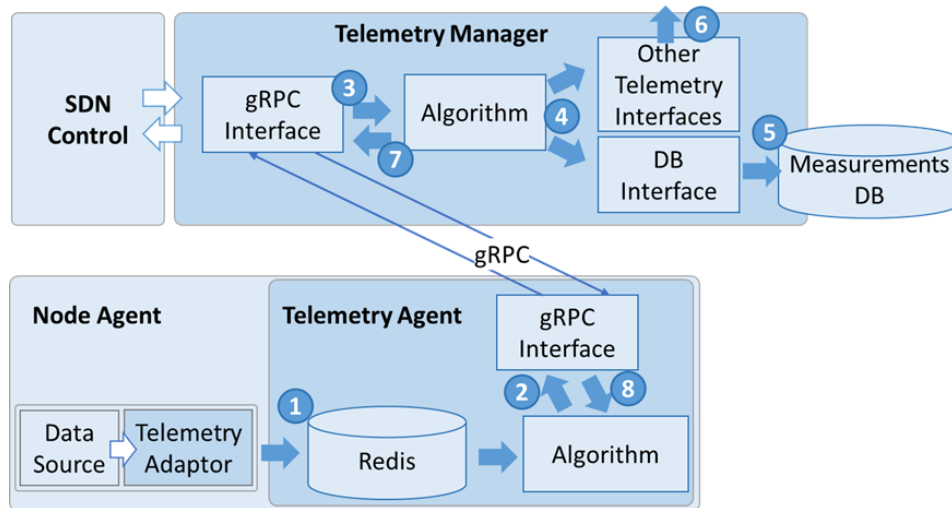 Telemetry Manager
6
SDN
Control
gRPC
Interface
3
Algorithm
4
7
Other
Telemetry
Interfaces
DB
Interface
5
Measurements
DB
gRPC
Node Agent
Telemetry Agent
gRPC
Interface
2
8
1
Data
Source
Telemetry
Adaptor
Redis
Algorithm